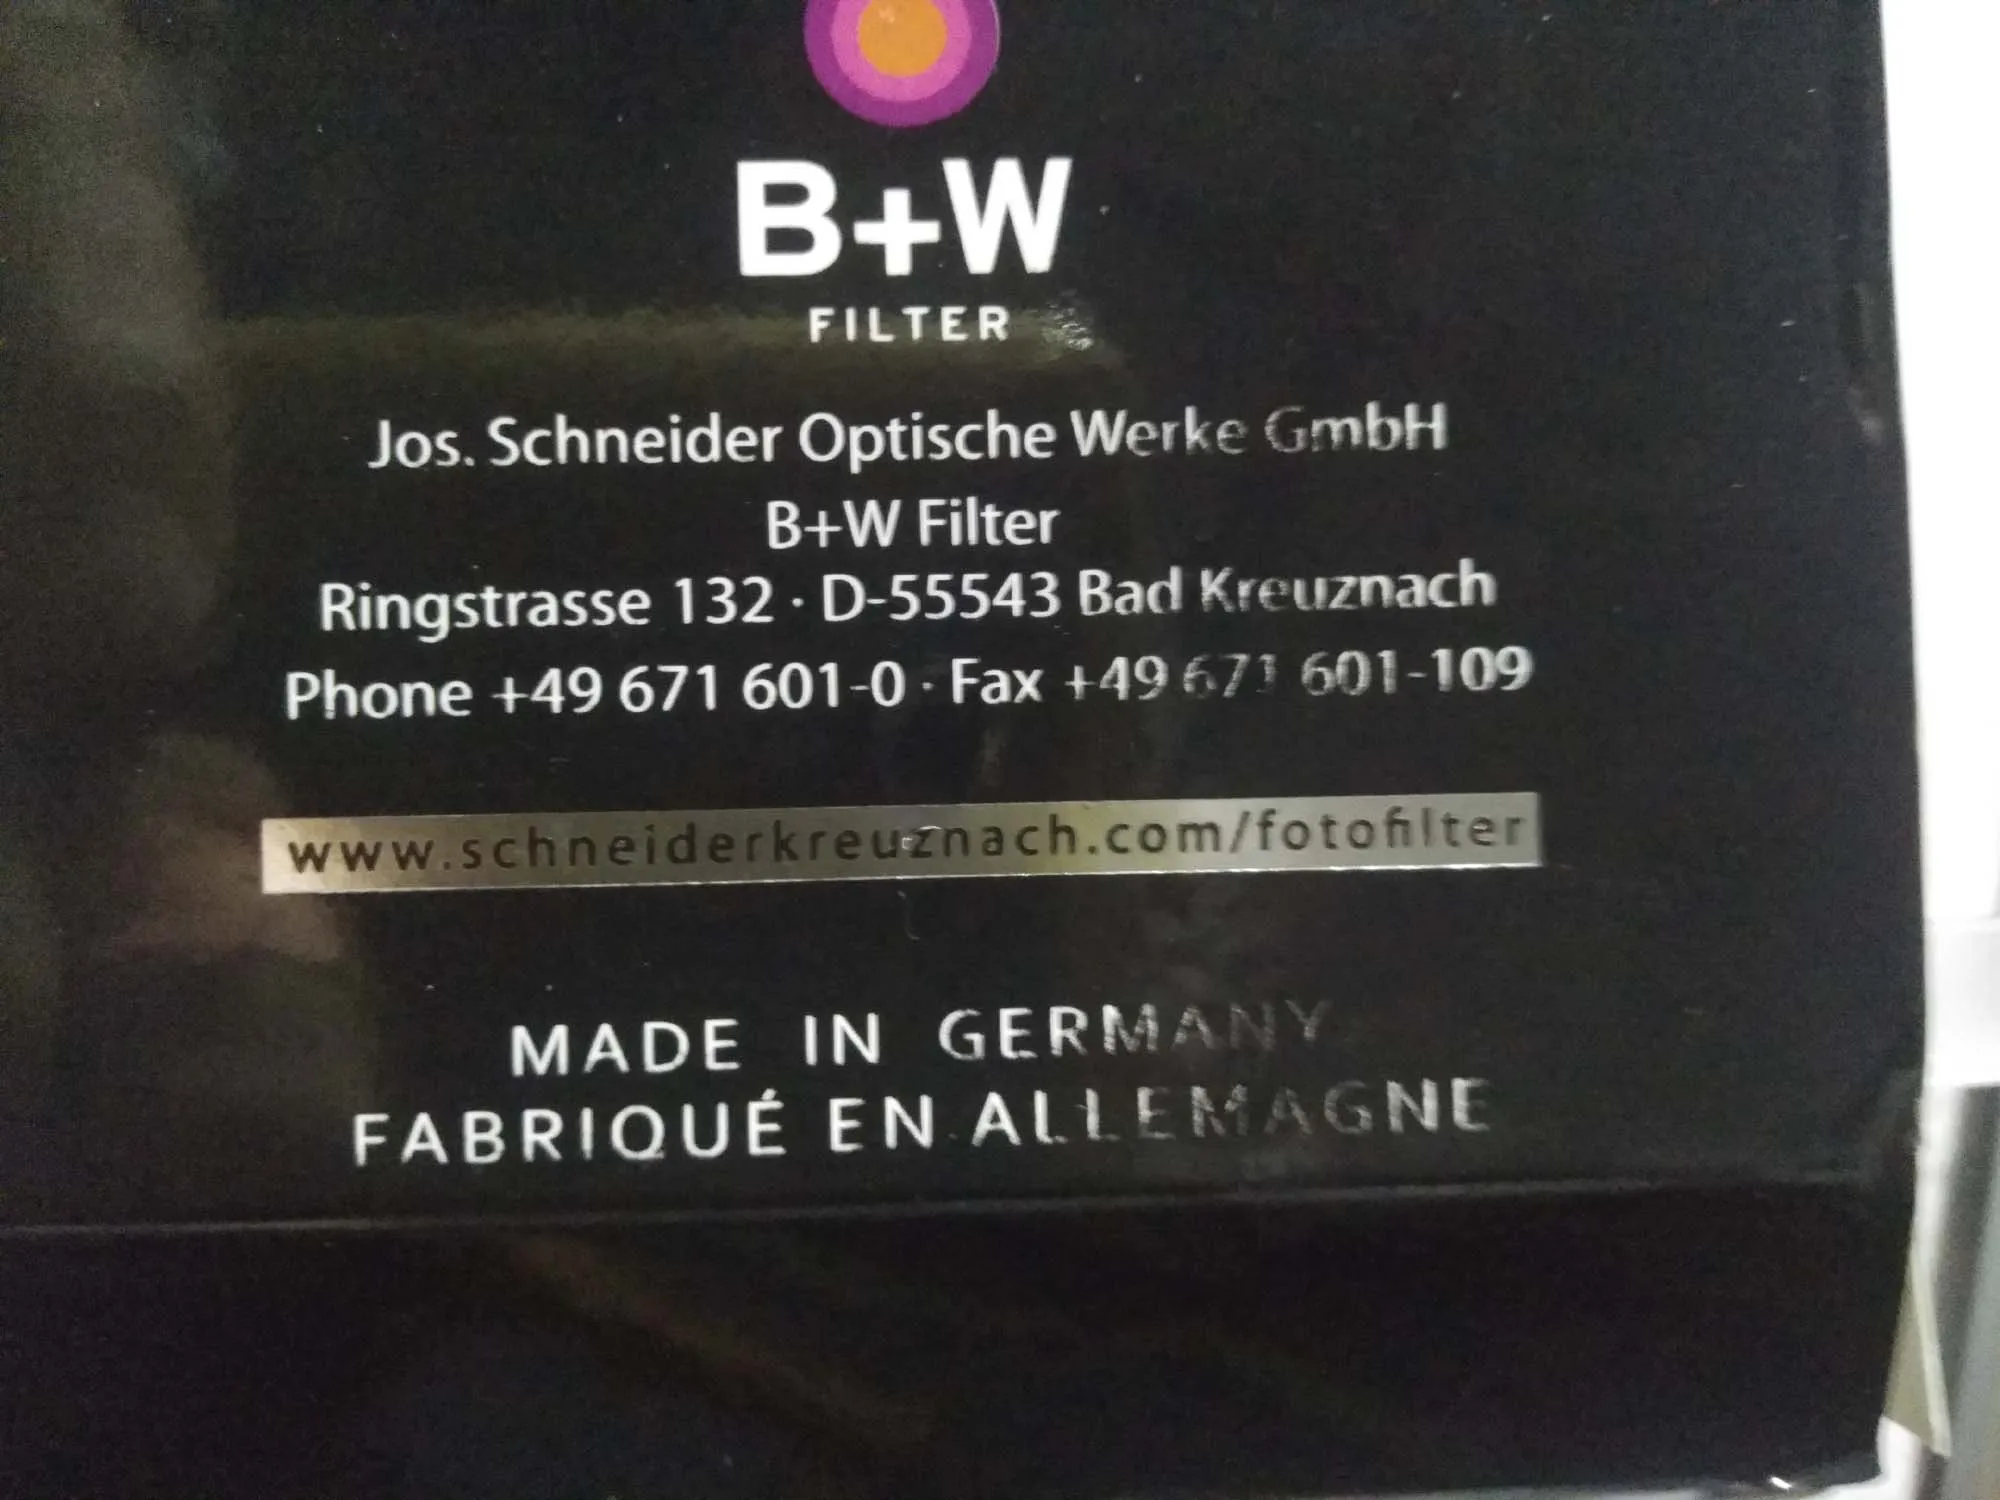 B+W
FILTER
Jos. Schneider Optische Werke GmbH
B+W Filter
Ringstrasse 132 · D-55543 Bad Kreuznach
Phone +49 671 601-0 · Fax +49 671 601-109
www.schneiderkreuznach.com/fotofilter
MADE IN GERMANY
FABRIQUÉ EN ALLEMAGNE